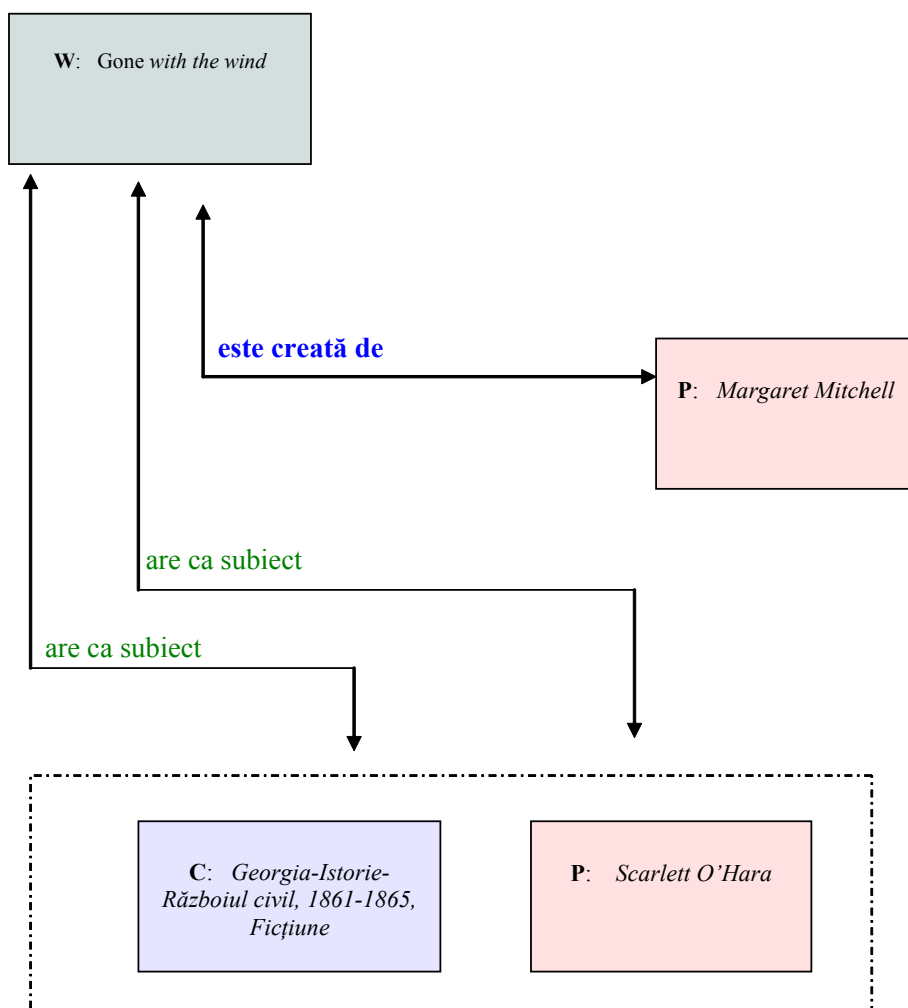 W: Gone with the wind
este creată de
P: Margaret Mitchell
are ca subiect
are ca subiect
C: Georgia-Istorie-
Războiul civil, 1861-1865,
Ficțiune
P: Scarlett O’Hara